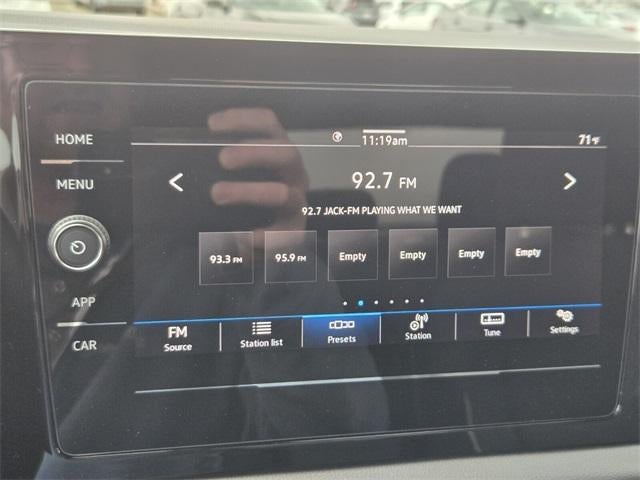 HOME
11:19am
71°F
MENU
92.7 FM
92.7 JACK-FM PLAYING WHAT WE WANT
93.3 FM 95.9 FM Empty Empty Empty Empty
APP
CAR
FM Source Station list Presets Station Tune Settings